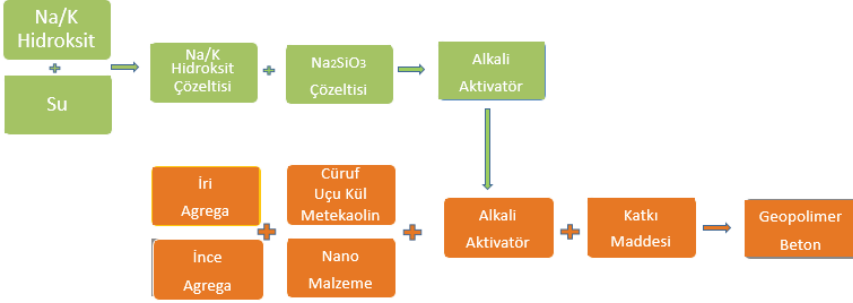 Na/K
Hidroksit
+
Su
Na/K
Hidroksit
Çözeltisi
+
Na₂SiO₃
Çözeltisi
Alkali
Aktivatör
İri
Agrega
+
İnce
Agrega
Cüruf
Uçu Kül
Metekaolin
+
Nano
Malzeme
Alkali
Aktivatör
+
Katkı
Maddesi
Geopolimer
Beton